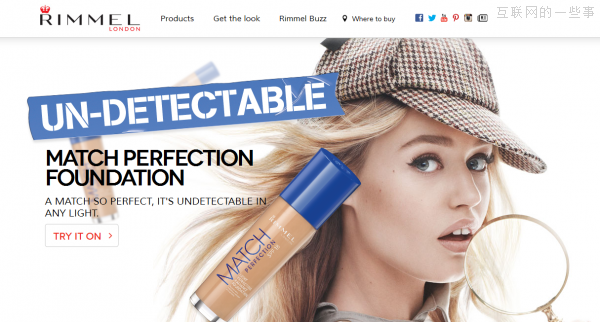 RIMMEL
LONDON
Products
Get the look
Rimmel Buzz
Where to buy
互联网的一些事
UN-DETECTABLE
MATCH PERFECTION
FOUNDATION
A MATCH SO PERFECT, IT'S UNDETECTABLE IN
ANY LIGHT.
TRY IT ON
RIMMEL
MATCH
PERFECTION